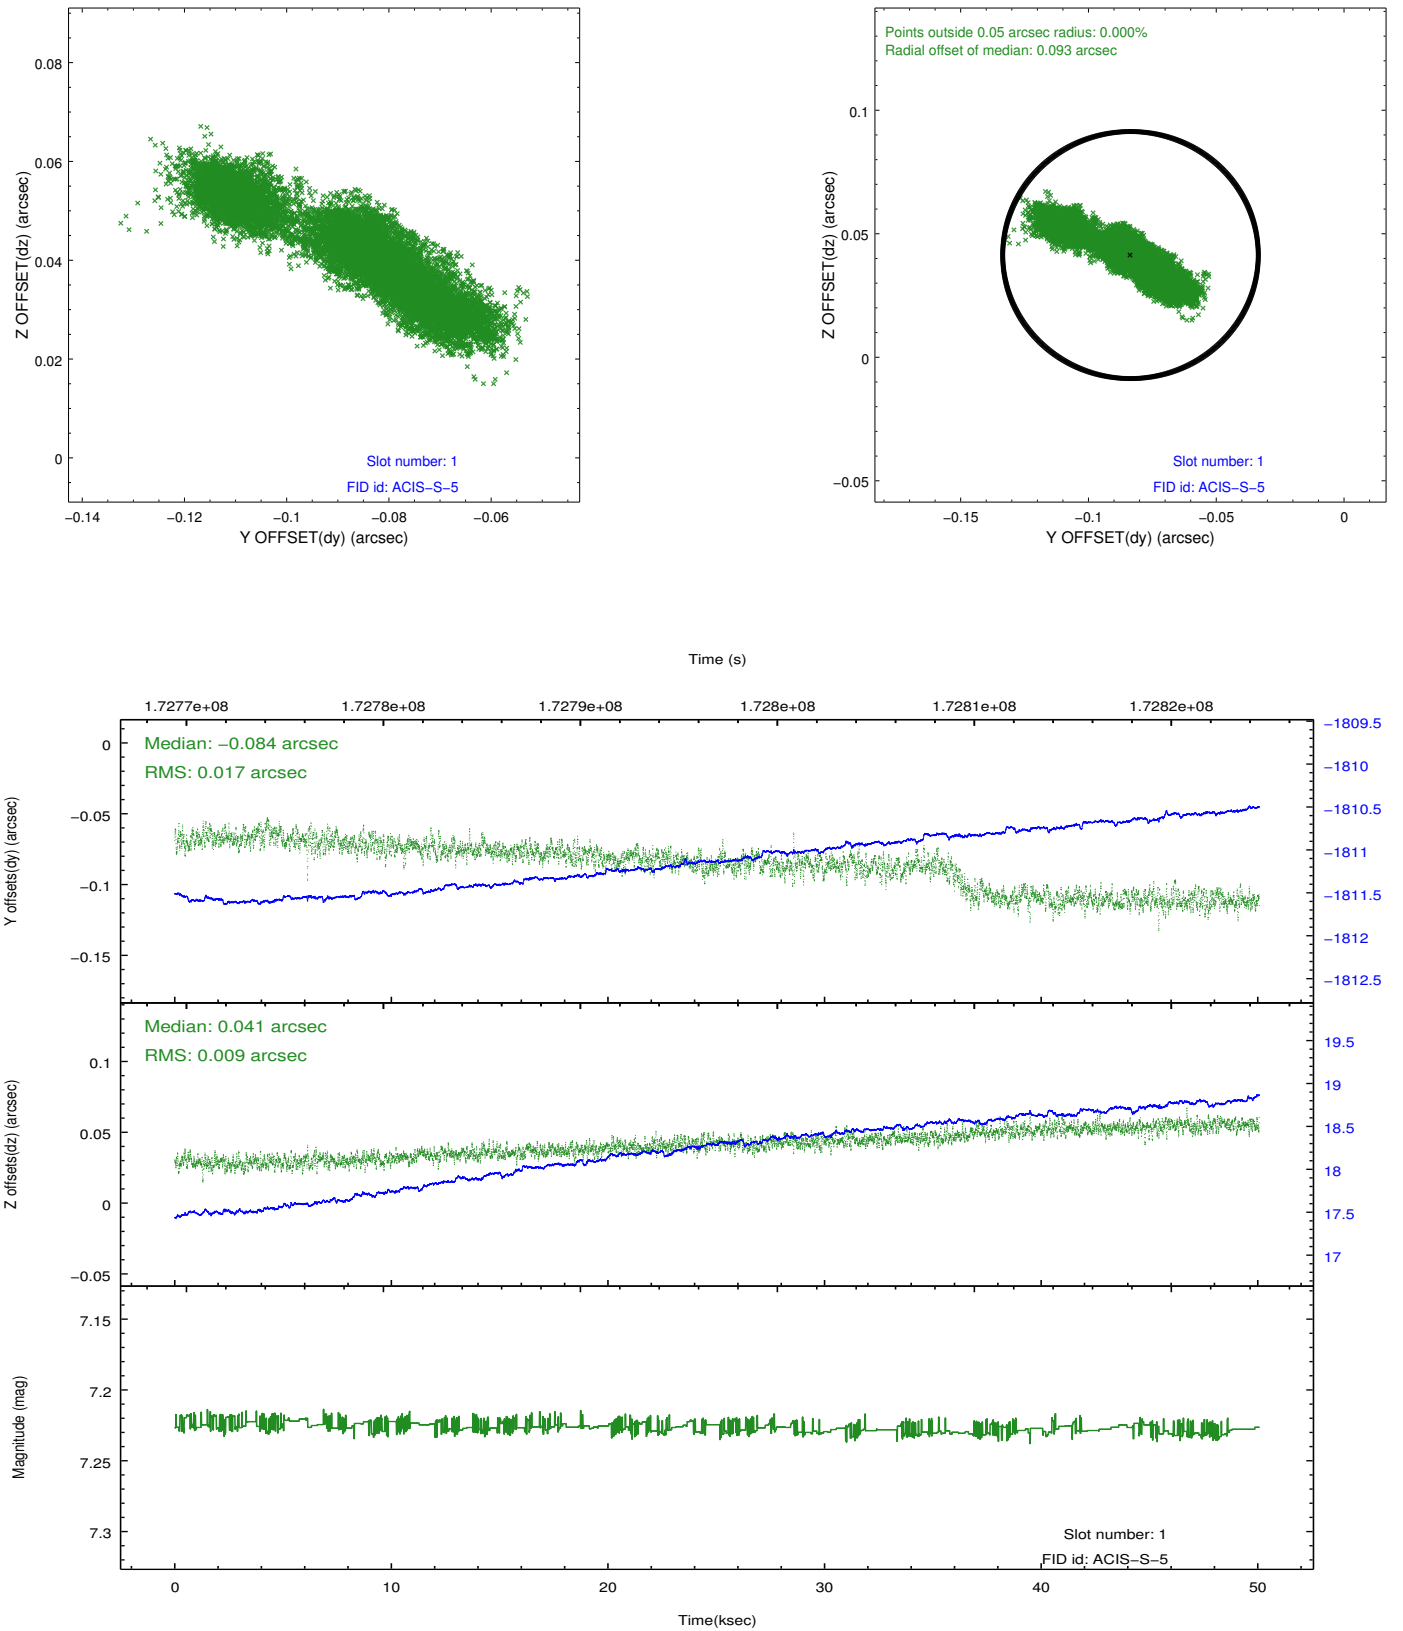 0.08
0.06
0.04
0.02
0
Z OFFSET(dz) (arcsec)
Slot number: 1
FID id: ACIS−S−5
−0.14 −0.12 −0.1 −0.08 −0.06
Y OFFSET(dy) (arcsec)
Points outside 0.05 arcsec radius: 0.000%
Radial offset of median: 0.093 arcsec
0.1
0.05
0
−0.05
Z OFFSET(dz) (arcsec)
Slot number: 1
FID id: ACIS−S−5
−0.15 −0.1 −0.05 0
Y OFFSET(dy) (arcsec)
Time (s)
1.7277e+08 1.7278e+08 1.7279e+08 1.728e+08 1.7281e+08 1.7282e+08
Median: −0.084 arcsec
RMS: 0.017 arcsec
0
−0.05
−0.1
−0.15
Y offsets(dy) (arcsec)
−1809.5
−1810
−1810.5
−1811
−1811.5
−1812
−1812.5
Median: 0.041 arcsec
RMS: 0.009 arcsec
0.1
0.05
0
−0.05
Z offsets(dz) (arcsec)
19.5
19
18.5
18
17.5
17
7.15
7.2
7.25
7.3
Magnitude (mag)
Slot number: 1
FID id: ACIS−S−5
0 10 20 30 40 50
Time(ksec)